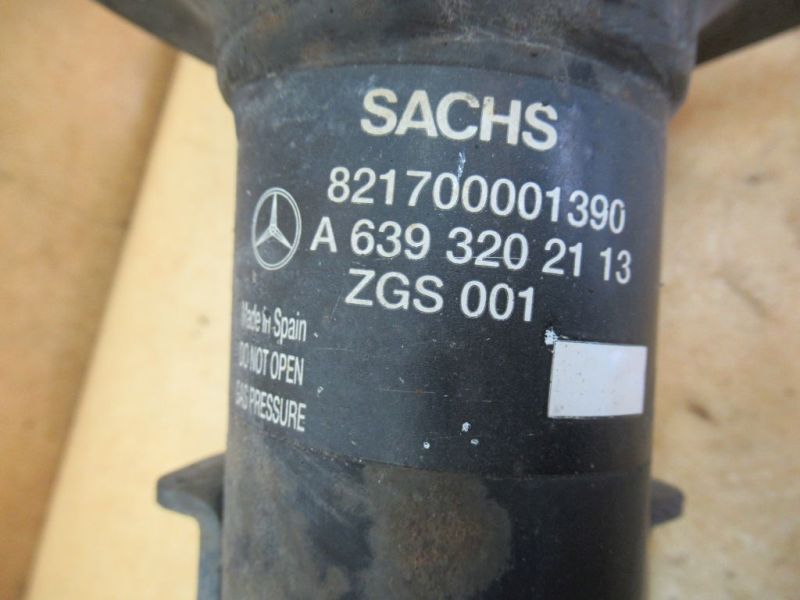 SACHS
821700001390
A 639 320 21 13
ZGS 001
Made In Spain
DO NOT OPEN
GAS PRESSURE